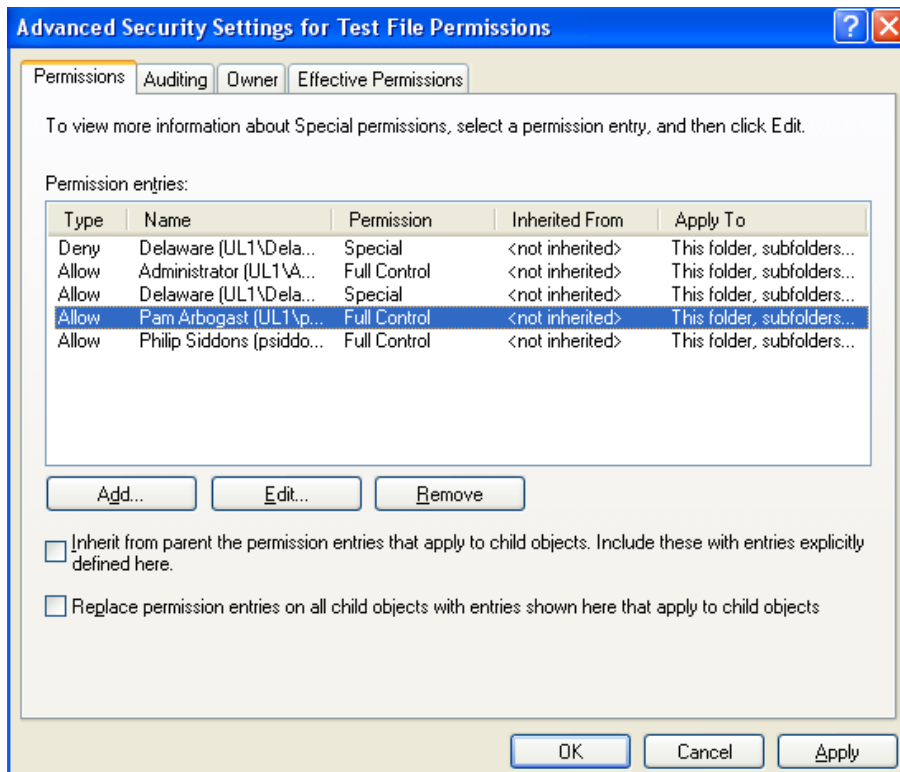 Advanced Security Settings for Test File Permissions
Permissions Auditing Owner Effective Permissions
To view more information about Special permissions, select a permission entry, and then click Edit.
Permission entries:
Type Name Permission Inherited From Apply To
Deny Delaware (UL1\Dela... Special <not inherited> This folder, subfolders...
Allow Administrator (UL1\A... Full Control <not inherited> This folder, subfolders...
Allow Delaware (UL1\Dela... Special <not inherited> This folder, subfolders...
Allow Pam Arbogast (UL1\p... Full Control <not inherited> This folder, subfolders...
Allow Philip Siddons (psiddo... Full Control <not inherited> This folder, subfolders...
Add... Edit... Remove
Inherit from parent the permission entries that apply to child objects. Include these with entries explicitly
defined here.
Replace permission entries on all child objects with entries shown here that apply to child objects
OK Cancel Apply